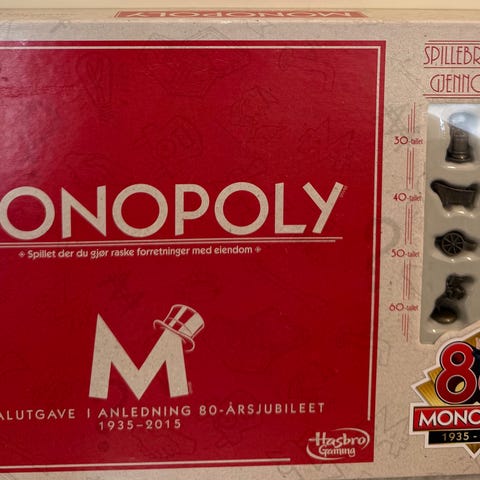 MONOPOLY
SPILLEBR
GJENNO
30-tallet
40-tallet
50-tallet
60-tallet
ONOPOLY
Spillet der du gjør raske forretninger med eiendom
M
ALUTGAVE I ANLEDNING 80-ÅRSJUBILEET
1935–2015
Hasbro
Gaming
8
MONO
1935 -